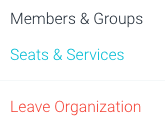 Members & Groups
Seats & Services
Leave Organization